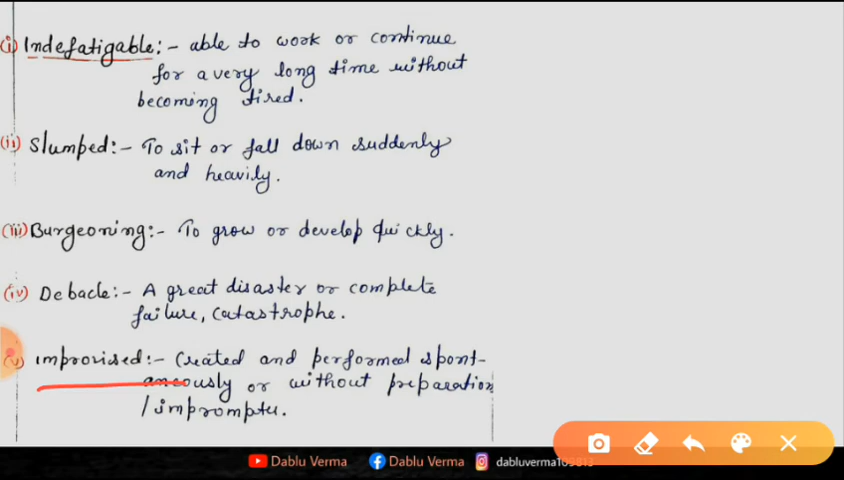 (i) Indefatigable:- able to work or continue
for a very long time without
becoming tired.
(ii) Slumped:- To sit or fall down suddenly
and heavily.
(iii) Burgeoning:- To grow or develop quickly.
(iv) Debacle:- A great disaster or complete
failure, catastrophe.
(v) improvised:- Created and performed spont-
aneously or without preparation
/impromptu.
Dablu Verma Dablu Verma